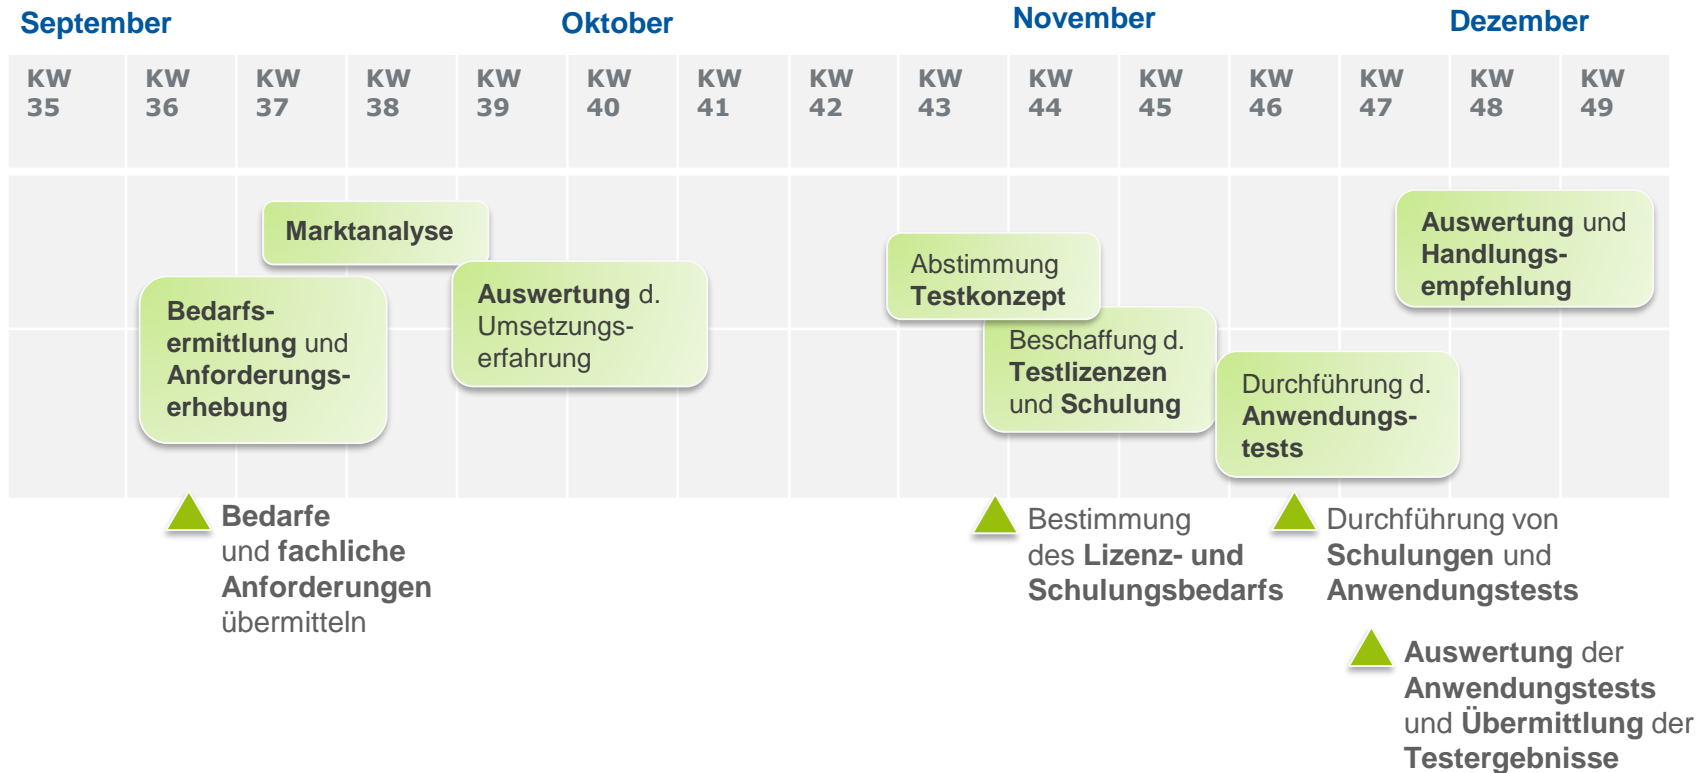 September
Oktober
November
Dezember
KW
35
KW
36
KW
37
KW
38
KW
39
KW
40
KW
41
KW
42
KW
43
KW
44
KW
45
KW
46
KW
47
KW
48
KW
49
Marktanalyse
Bedarfs-
ermittlung und
Anforderungs-
erhebung
Auswertung d.
Umsetzungs-
erfahrung
Abstimmung
Testkonzept
Beschaffung d.
Testlizenzen
und Schulung
Durchführung d.
Anwendungs-
tests
Auswertung und
Handlungs-
empfehlung
Bedarfe
und fachliche
Anforderungen
übermitteln
Bestimmung
des Lizenz- und
Schulungsbedarfs
Durchführung von
Schulungen und
Anwendungstests
Auswertung der
Anwendungstests
und Übermittlung der
Testergebnisse